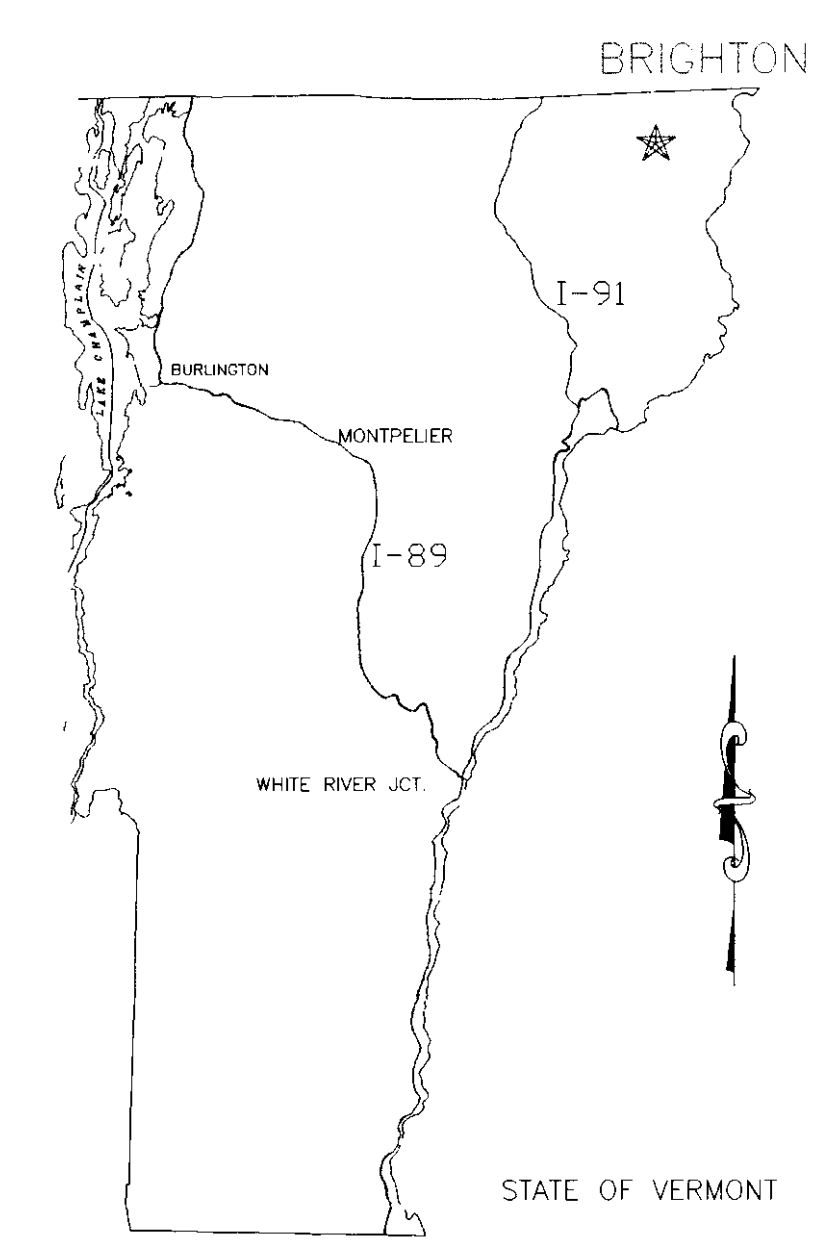 BRIGHTON
I-91
LAKE CHAMPLAIN
BURLINGTON
MONTPELIER
I-89
WHITE RIVER JCT.
STATE OF VERMONT